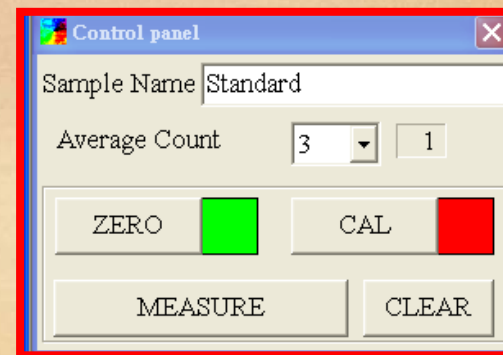 Control panel
Sample Name Standard
Average Count 3 1
ZERO CAL
MEASURE CLEAR